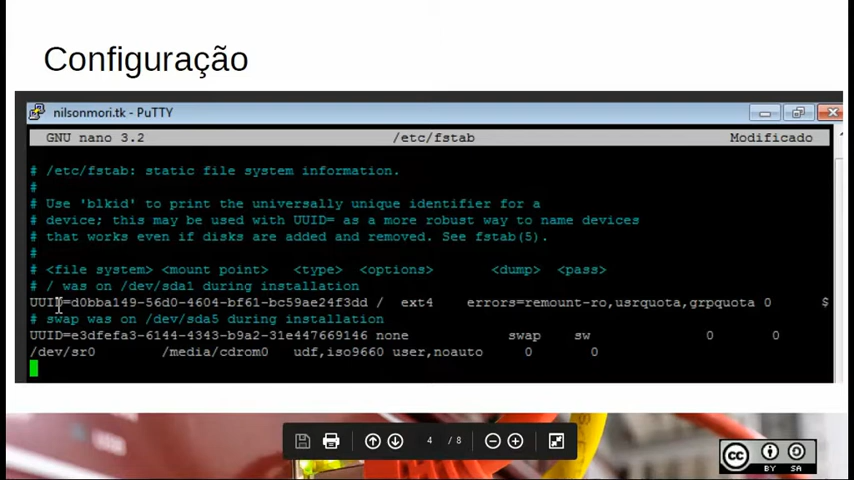 Configuração
nilsonmori.tk - PuTTY
GNU nano 3.2 /etc/fstab Modificado
# /etc/fstab: static file system information.
#
# Use 'blkid' to print the universally unique identifier for a
# device; this may be used with UUID= as a more robust way to name devices
# that works even if disks are added and removed. See fstab(5).
#
# <file system> <mount point> <type> <options> <dump> <pass>
# / was on /dev/sda1 during installation
UUID=d0bba149-56d0-4604-bf61-bc59ae24f3dd / ext4 errors=remount-ro,usrquota,grpquota 0 $
# swap was on /dev/sda5 during installation
UUID=e3dfefa3-6144-4343-b9a2-31e447669146 none swap sw 0 0
/dev/sr0 /media/cdrom0 udf,iso9660 user,noauto 0 0
4 / 8
cc
BY SA